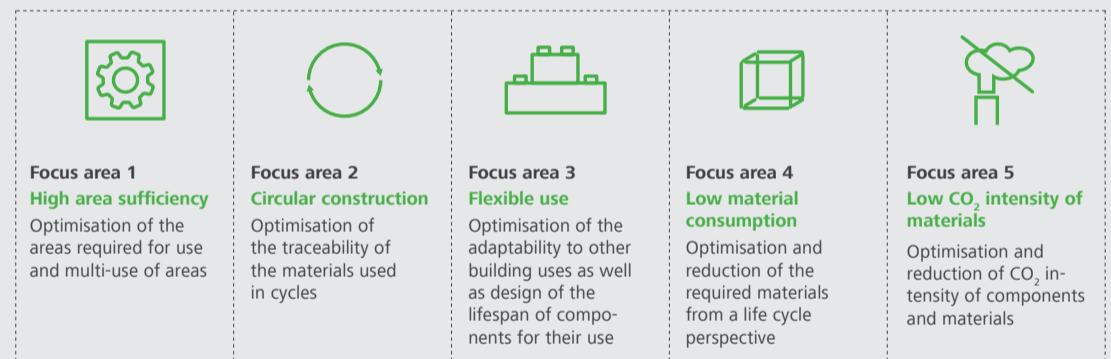 Focus area 1
High area sufficiency
Optimisation of the
areas required for use
and multi-use of areas
Focus area 2
Circular construction
Optimisation of
the traceability of
the materials used
in cycles
Focus area 3
Flexible use
Optimisation of the
adaptability to other
building uses as well
as design of the
lifespan of compo-
nents for their use
Focus area 4
Low material
consumption
Optimisation and
reduction of the
required materials
from a life cycle
perspective
Focus area 5
Low CO₂ intensity of
materials
Optimisation and
reduction of CO₂ in-
tensity of components
and materials